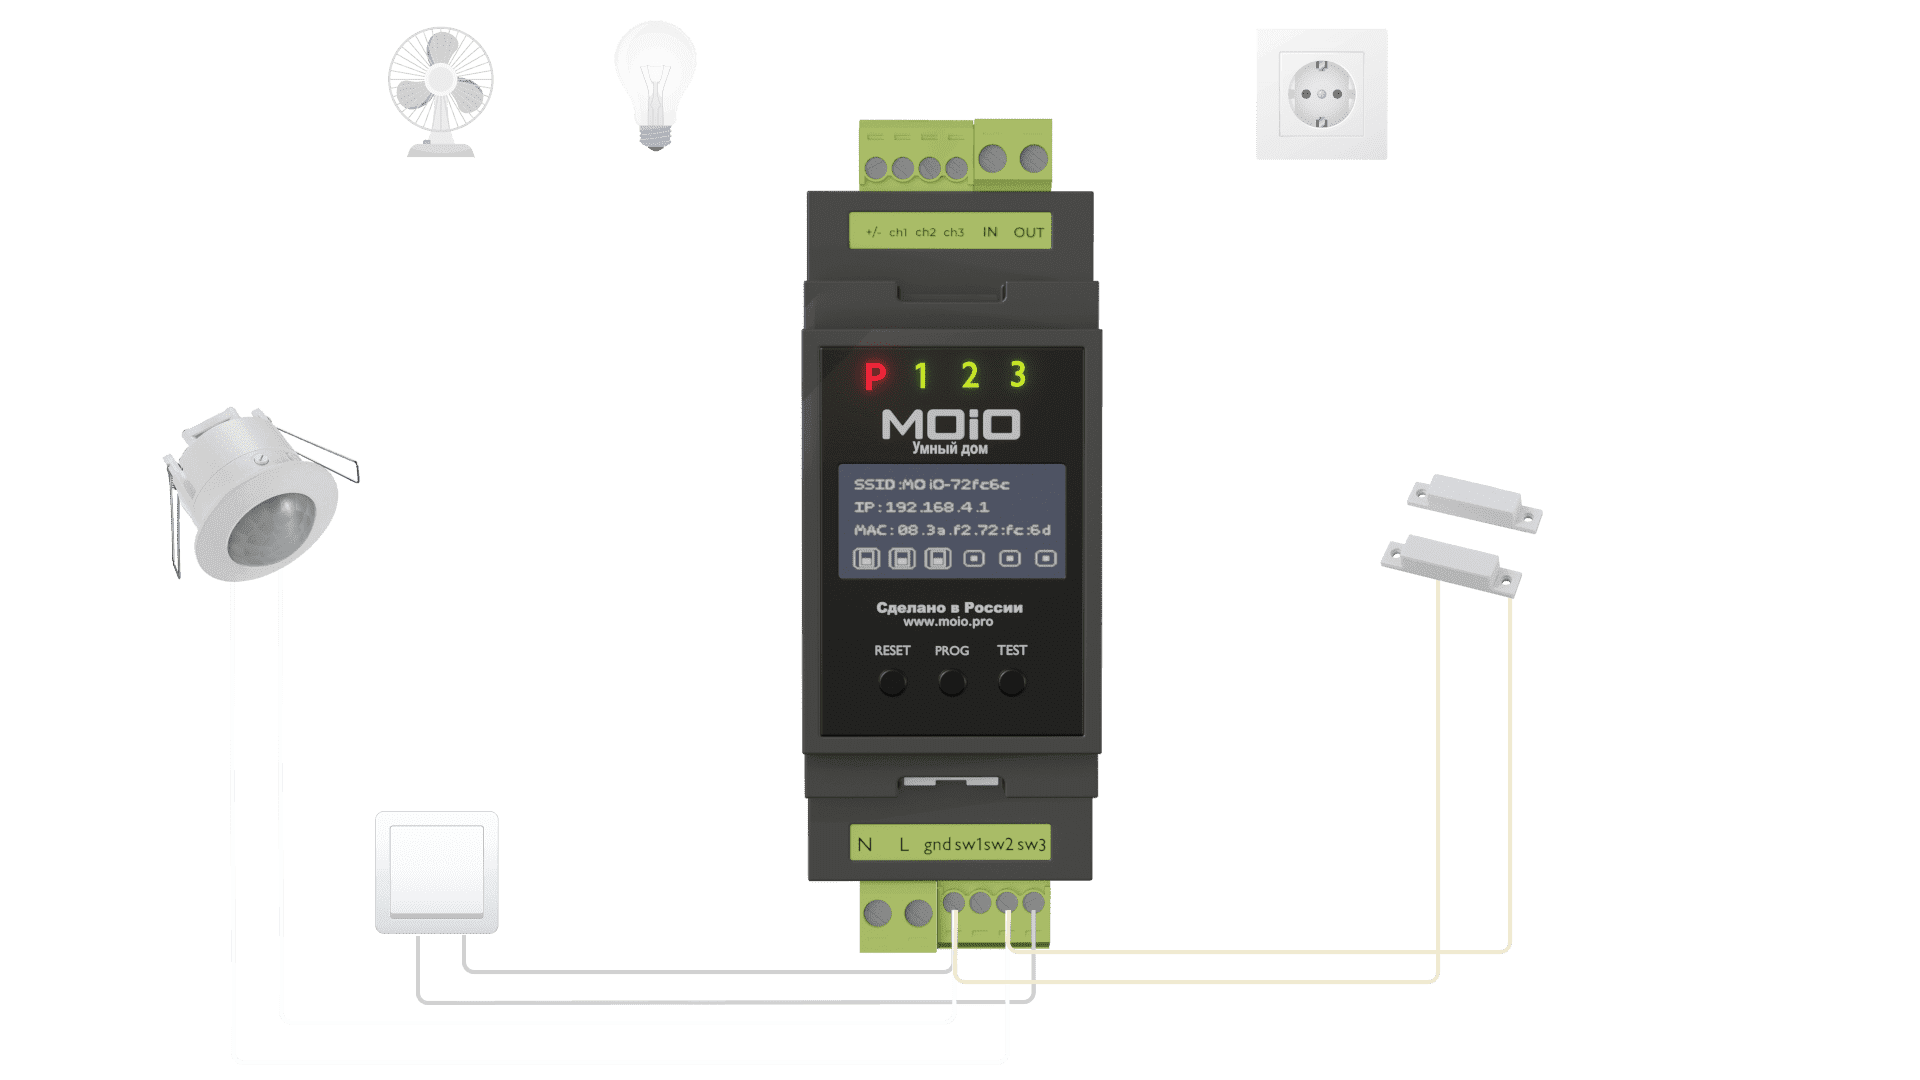 +/- ch1 ch2 ch3 IN OUT
P 1 2 3
MOiO
Умный дом
SSID:MOiO-72fc6c
IP:192.168.4.1
MAC:08.3a.f2.72:fc:6d
Сделано в России
www.moio.pro
RESET PROG TEST
N L gnd sw1 sw2 sw3